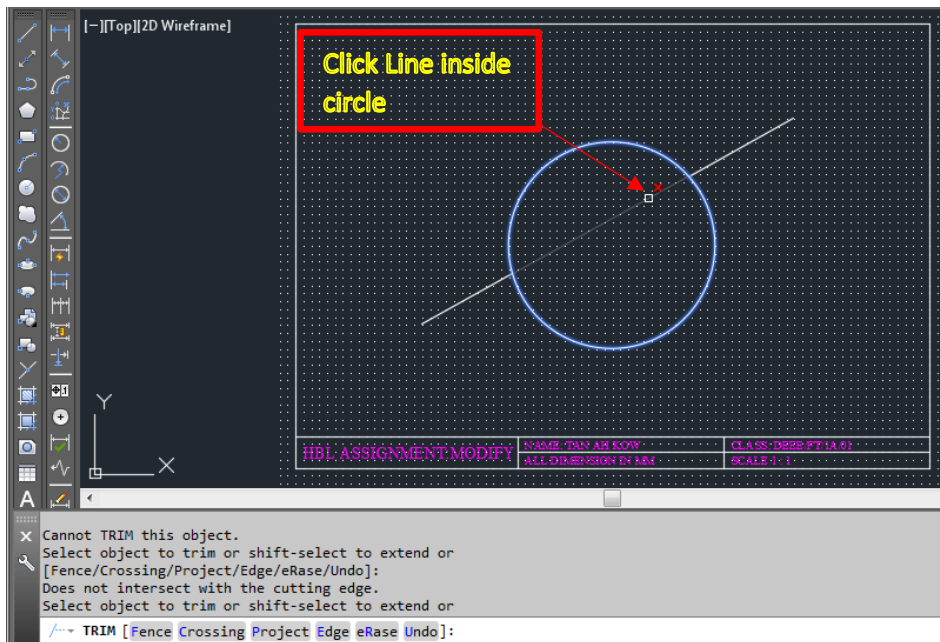 [−][Top][2D Wireframe]
Click Line inside
circle
Y
X
HBL ASSIGNMENT MODIFY
NAME: TAN AH KOW
CLASS: DEEE/FT/1A/01
ALL DIMENSION IN MM
SCALE 1 : 1
A
Cannot TRIM this object.
Select object to trim or shift-select to extend or
[Fence/Crossing/Project/Edge/eRase/Undo]:
Does not intersect with the cutting edge.
Select object to trim or shift-select to extend or
TRIM [Fence Crossing Project Edge eRase Undo]: